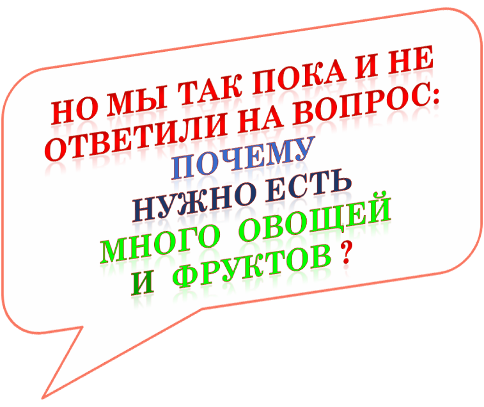 НО МЫ ТАК ПОКА И НЕ
ОТВЕТИЛИ НА ВОПРОС:
ПОЧЕМУ
НУЖНО ЕСТЬ
МНОГО ОВОЩЕЙ
И ФРУКТОВ ?